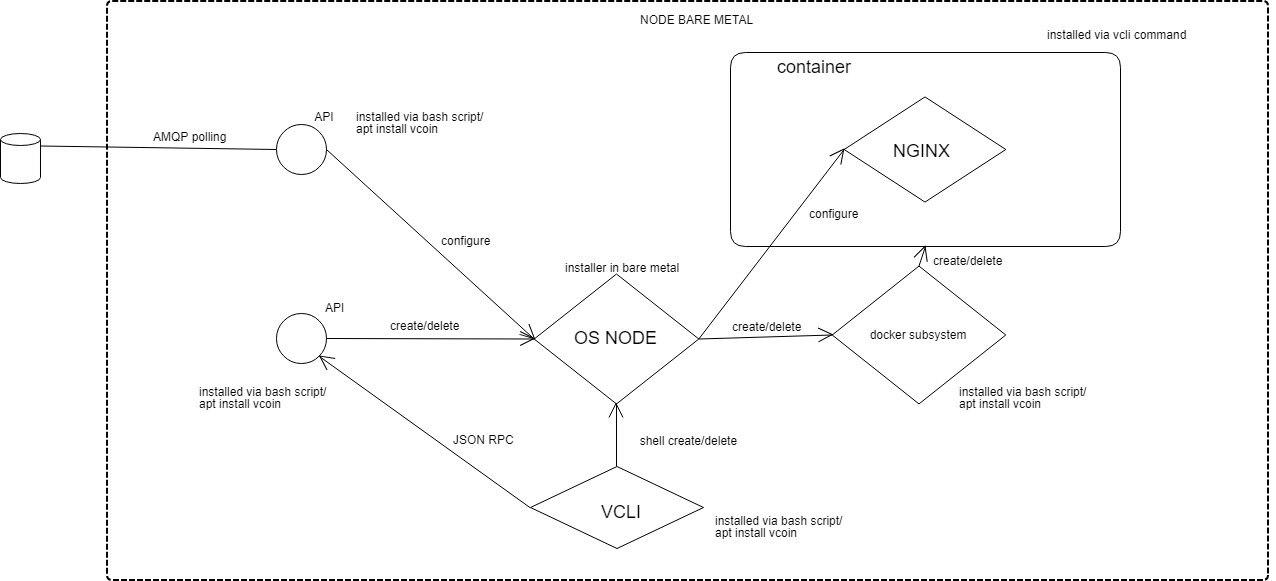 NODE BARE METAL
installed via vcli command
container
API
installed via bash script/
apt install vcoin
AMQP polling
NGINX
configure
configure
create/delete
installer in bare metal
API
create/delete
OS NODE
create/delete
docker subsystem
installed via bash script/
apt install vcoin
installed via bash script/
apt install vcoin
JSON RPC
shell create/delete
VCLI
installed via bash script/
apt install vcoin